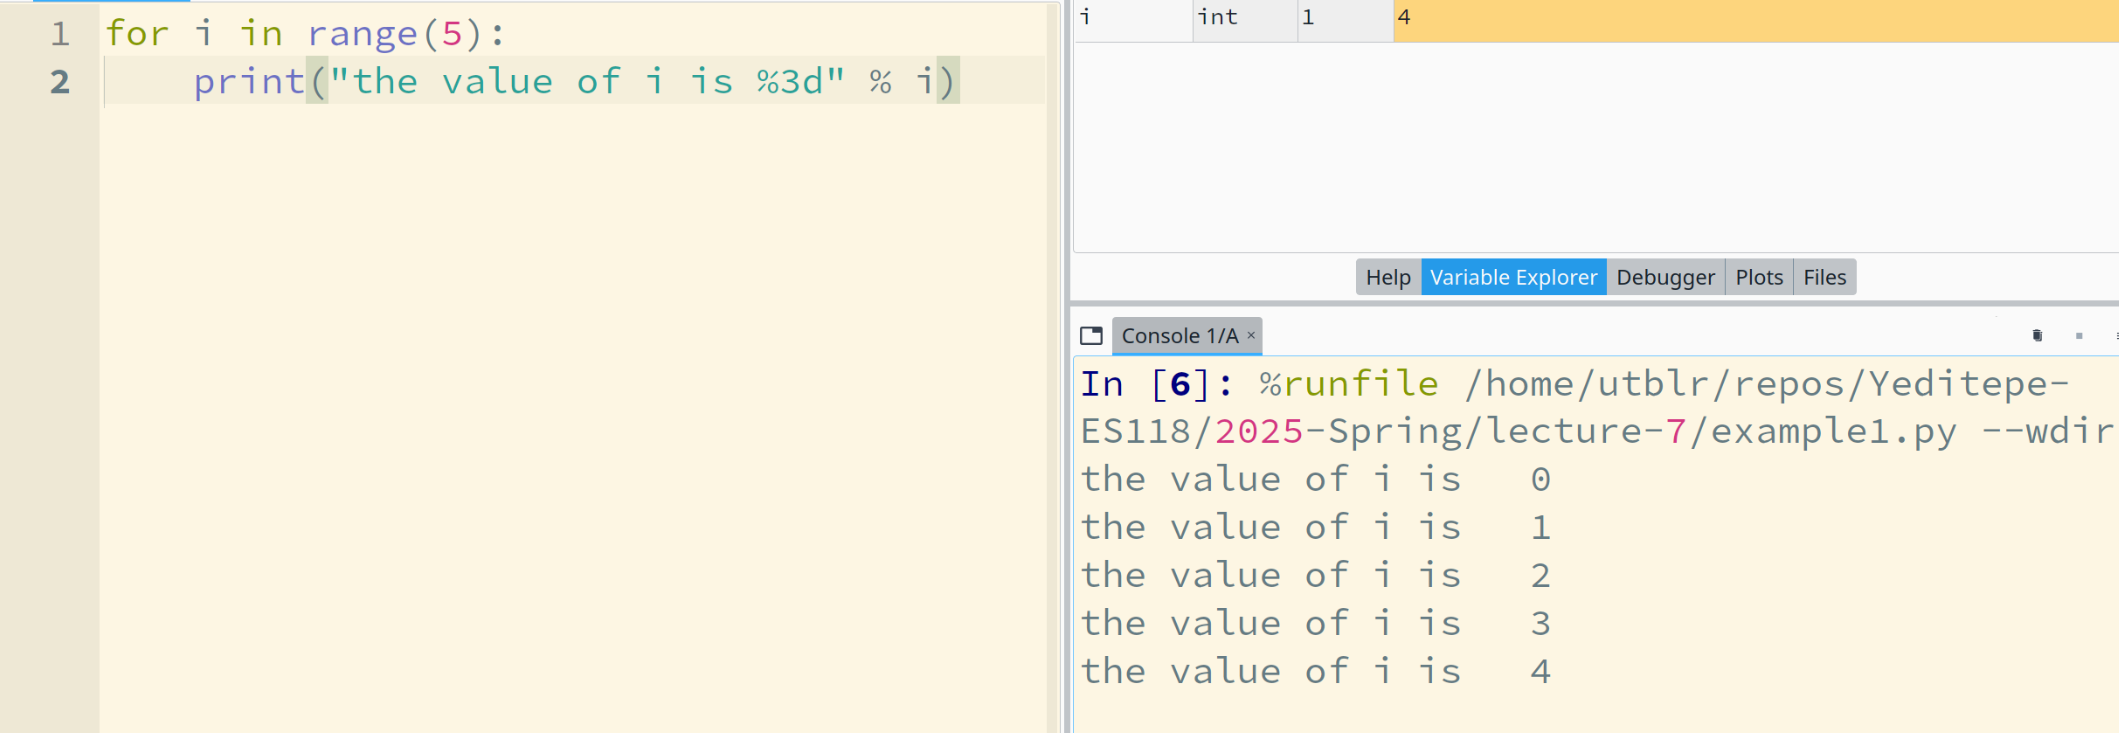 1 for i in range(5):
2     print("the value of i is %3d" % i)
i int 1 4
Help Variable Explorer Debugger Plots Files
Console 1/A ×
In [6]: %runfile /home/utblr/repos/Yeditepe-
ES118/2025-Spring/lecture-7/example1.py --wdir
the value of i is   0
the value of i is   1
the value of i is   2
the value of i is   3
the value of i is   4